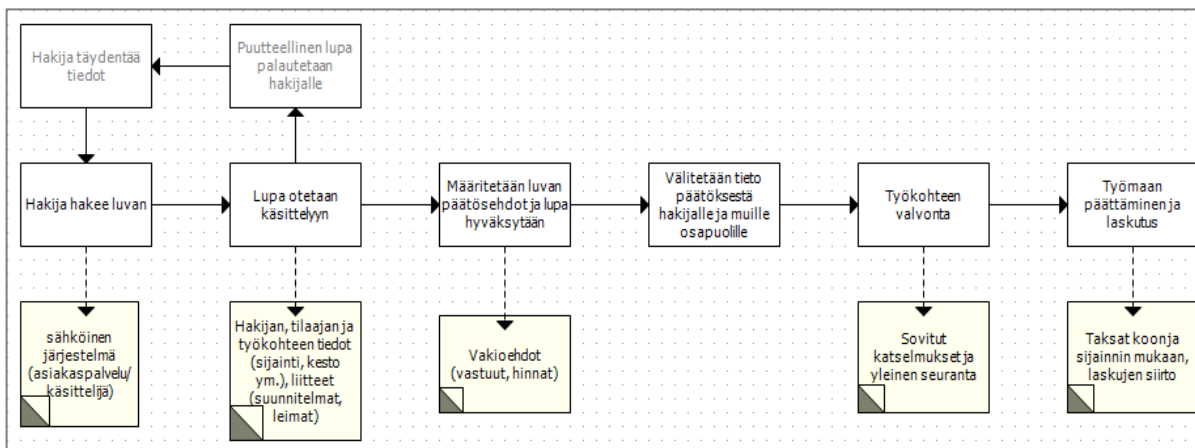 Hakija täydentää
tiedot
Puutteellinen lupa
palautetaan
hakijalle
Hakija hakee luvan
Lupa otetaan
käsittelyyn
Määritetään luvan
päätösehdot ja lupa
hyväksytään
Välitetään tieto
päätöksestä
hakijalle ja muille
osapuolille
Työkohteen
valvonta
Työmaan
päättäminen ja
laskutus
sähköinen
järjestelmä
(asiakaspalvelu/
käsittelijä)
Hakijan, tilaajan ja
työkohteen tiedot
(sijainti, kesto
ym.), liitteet
(suunnitelmat,
leimat)
Vakioehdot
(vastuut, hinnat)
Sovitut
katselmukset ja
yleinen seuranta
Taksat koon ja
sijainnin mukaan,
laskujen siirto